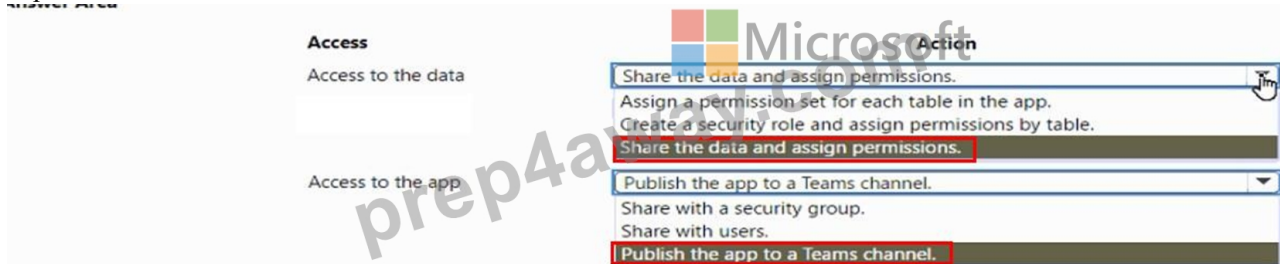 Answer Area
Access Action
Microsoft
Access to the data Share the data and assign permissions.
Assign a permission set for each table in the app.
Create a security role and assign permissions by table.
Share the data and assign permissions.
prep4away.com
Access to the app Publish the app to a Teams channel.
Share with a security group.
Share with users.
Publish the app to a Teams channel.